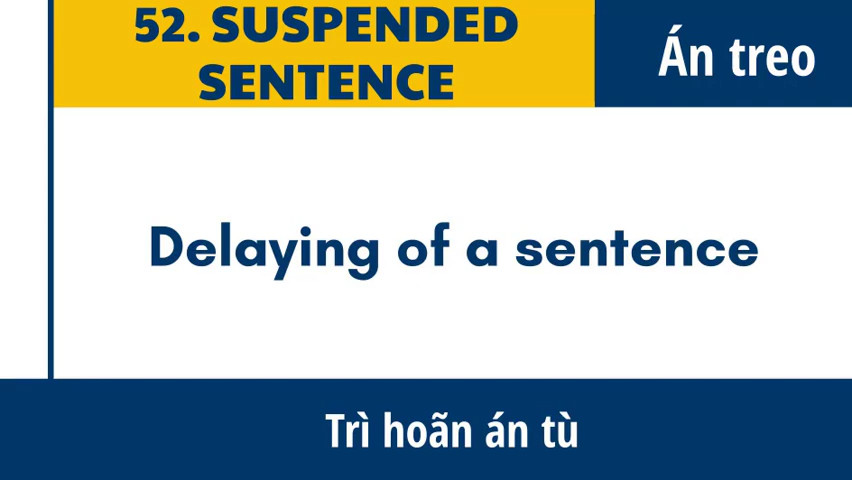 52. SUSPENDED
SENTENCE
Án treo
Delaying of a sentence
Trì hoãn án tù